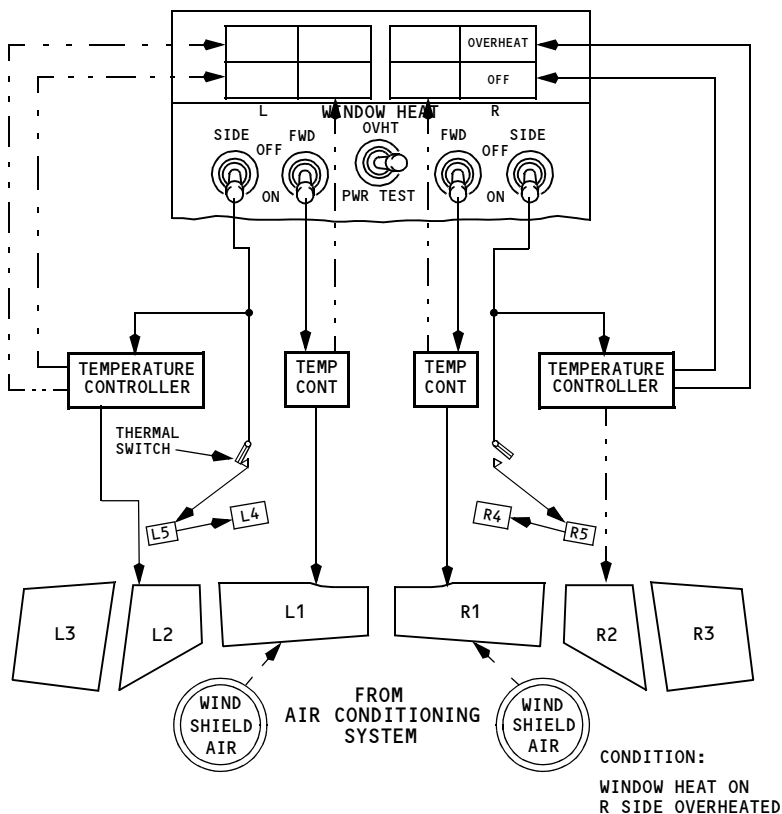 OVERHEAT
OFF
L WINDOW HEAT R
OVHT
SIDE FWD FWD SIDE
OFF OFF
ON PWR TEST ON
TEMPERATURE CONTROLLER
TEMP CONT
TEMP CONT
TEMPERATURE CONTROLLER
THERMAL
SWITCH
L5 L4 R4 R5
L3 L2 L1 R1 R2 R3
WIND
SHIELD
AIR
FROM
AIR CONDITIONING
SYSTEM
WIND
SHIELD
AIR
CONDITION:
WINDOW HEAT ON
R SIDE OVERHEATED